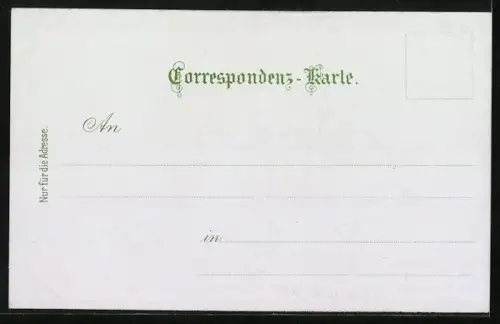 Correspondenz-Karte.
An
in
Nur für die Adresse.